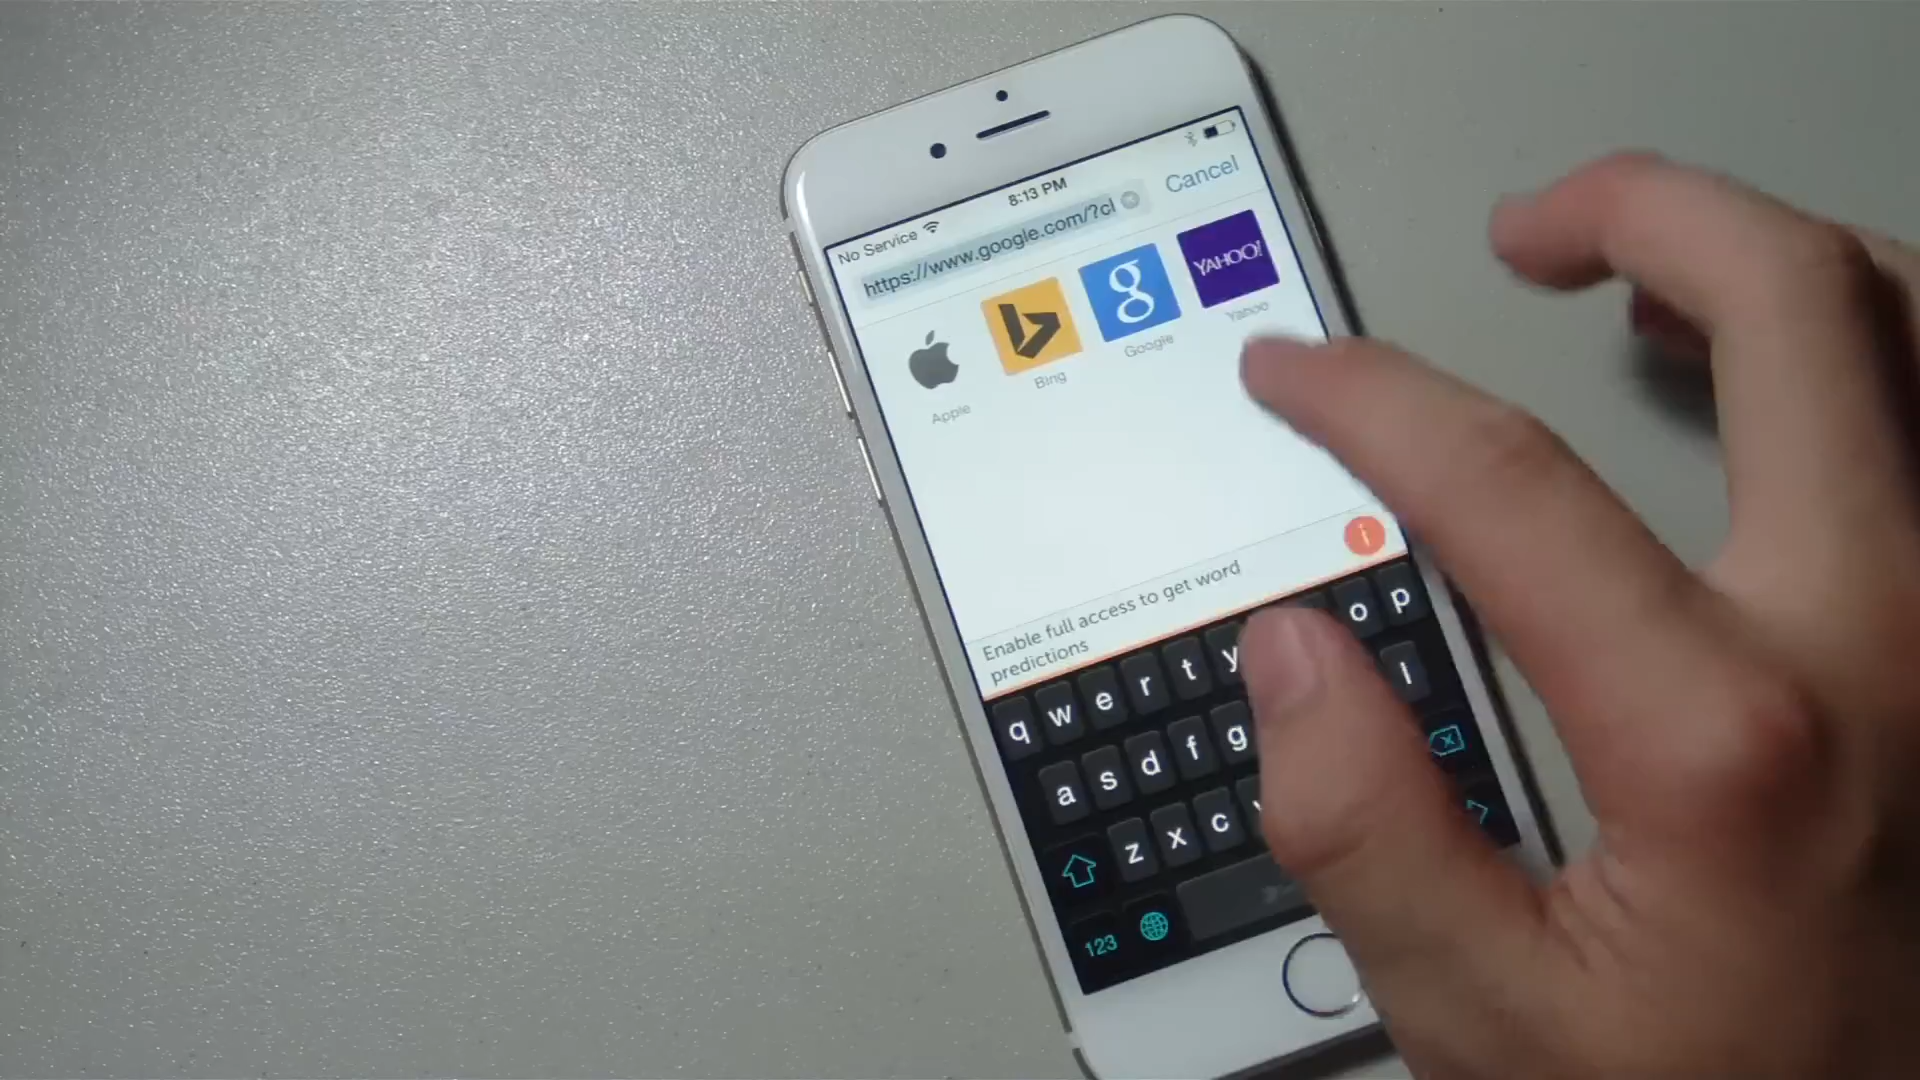 No Service 8:13 PM
https://www.google.com/?cl Cancel
Apple Bing Google Yahoo
g YAHOO!
Enable full access to get word
predictions
i
q w e r t y o p
a s d f g l
z x c
123